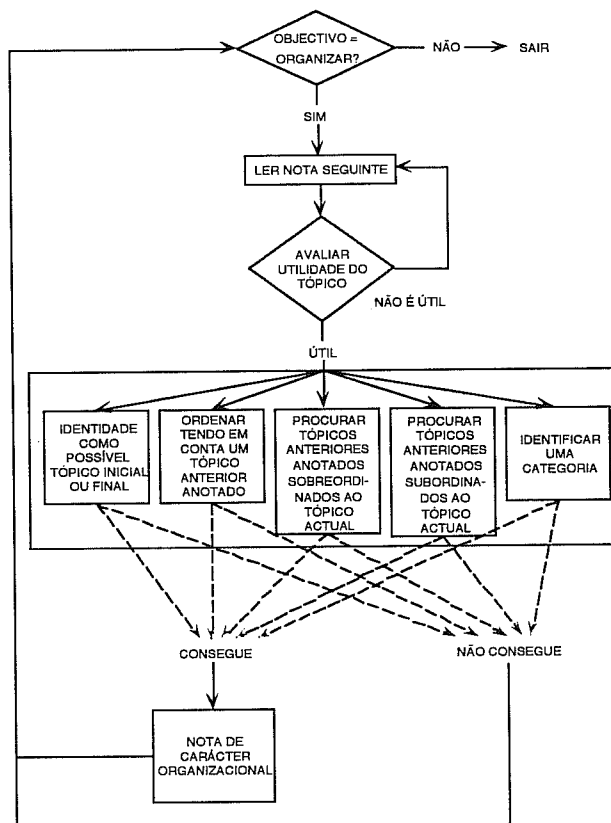 OBJECTIVO =
ORGANIZAR?
NÃO
SAIR
SIM
LER NOTA SEGUINTE
AVALIAR
UTILIDADE DO
TÓPICO
NÃO É ÚTIL
ÚTIL
IDENTIDADE
COMO
POSSÍVEL
TÓPICO INICIAL
OU FINAL
ORDENAR
TENDO EM
CONTA UM
TÓPICO
ANTERIOR
ANOTADO
PROCURAR
TÓPICOS
ANTERIORES
ANOTADOS
SOBREORDI-
NADOS AO
TÓPICO
ACTUAL
PROCURAR
TÓPICOS
ANTERIORES
ANOTADOS
SUBORDINA-
DOS AO
TÓPICO
ACTUAL
IDENTIFICAR
UMA
CATEGORIA
CONSEGUE
NÃO CONSEGUE
NOTA DE
CARÁCTER
ORGANIZACIONAL